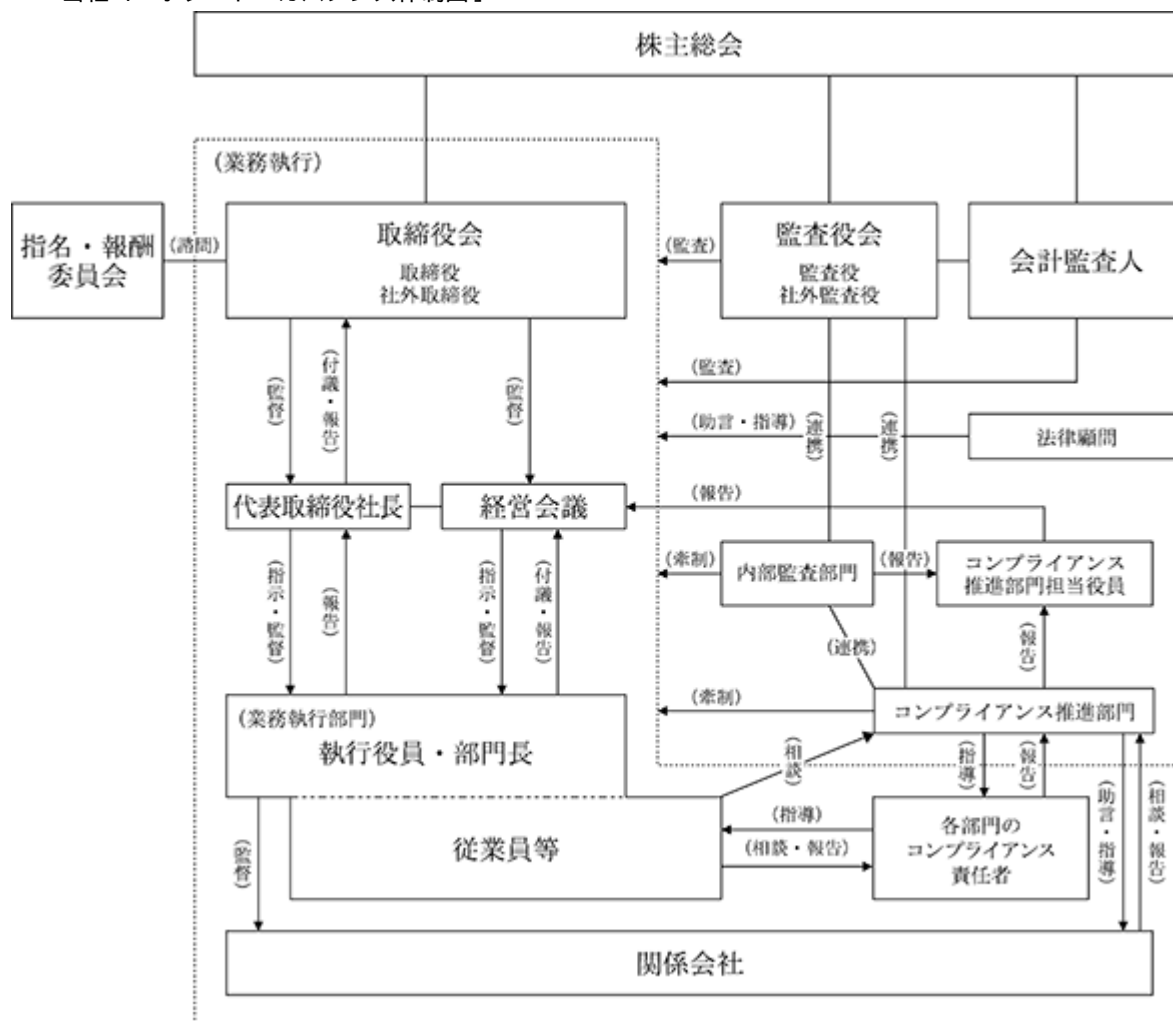 株主総会
(業務執行)
指名・報酬
委員会
(諮問)
取締役会
取締役
社外取締役
(監査)
監査役会
監査役
社外監査役
会計監査人
(監督)
(付議・報告)
(監督)
(監査)
(助言・指導)
(連携)
(連携)
法律顧問
代表取締役社長
経営会議
(報告)
(牽制)
内部監査部門
(報告)
コンプライアンス
推進部門担当役員
(指示・監督)
(報告)
(指示・監督)
(付議・報告)
(連携)
(報告)
(業務執行部門)
執行役員・部門長
(牽制)
コンプライアンス推進部門
(相談)
(指導)
(報告)
従業員等
(指導)
(相談・報告)
各部門の
コンプライアンス
責任者
(助言・指導)
(相談・報告)
(監督)
関係会社